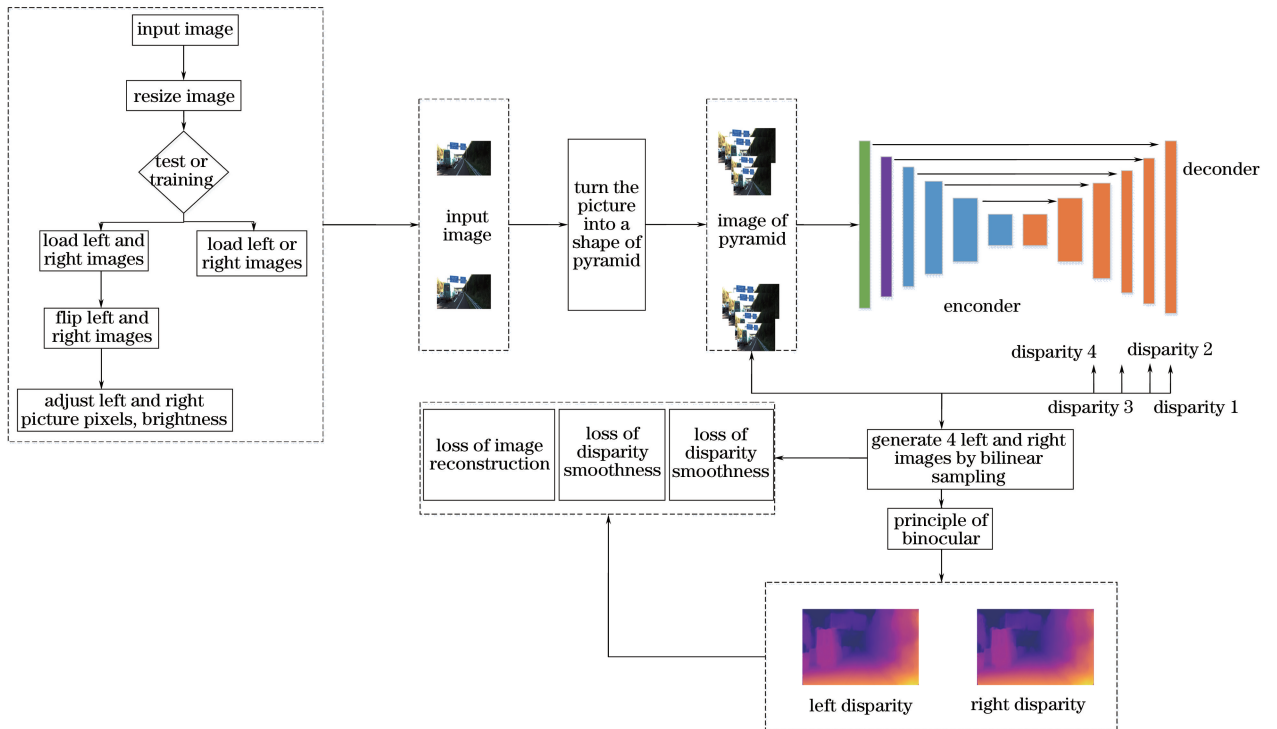 input image
resize image
test or
training
load left and
right images
load left or
right images
flip left and
right images
adjust left and right
picture pixels, brightness
input
image
turn the
picture
into a
shape of
pyramid
image of
pyramid
deconder
enconder
disparity 4
disparity 2
disparity 3
disparity 1
loss of image
reconstruction
loss of
disparity
smoothness
loss of
disparity
smoothness
generate 4 left and right
images by bilinear
sampling
principle of
binocular
left disparity
right disparity